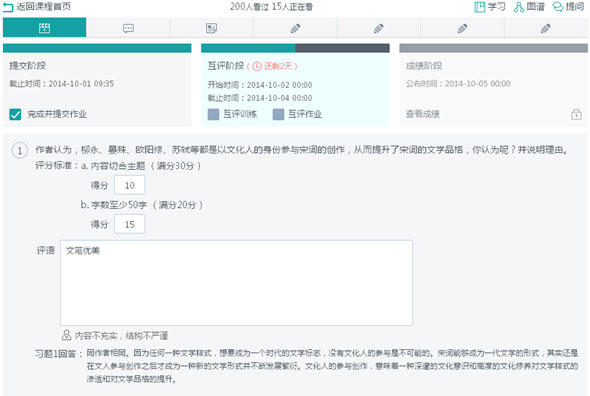 返回课程首页 200人看过 15人正在看 学习 图谱 提问
提交阶段
截止时间：2014-10-01 09:35
完成并提交作业
互评阶段（还剩2天）
开始时间：2014-10-02 00:00
截止时间：2014-10-04 00:00
互评训练 互评作业
成绩阶段
公布时间：2014-10-05 00:00
查看成绩
1 作者认为，柳永、晏殊、欧阳修、苏轼等都是以文化人的身份参与宋词的创作，从而提升了宋词的文学品格，你认为呢？并说明理由。
评分标准：a. 内容切合主题（满分30分）
得分 10
b. 字数至少50字（满分20分）
得分 15
评语 文笔优美
内容不充实，结构不严谨
习题1回答：同作者相同。因为任何一种文学样式，想要成为一个时代的文学标志，没有文化人的参与是不可能的。宋词能够成为一代文学的形式，其实还是
在文人参与创作之后才成为一种新的文学形式并不断发展繁衍。文化人的参与创作，意味着一种深邃的文化意识和高度的文化修养对文学样式的
渗透和对文学品格的提升。